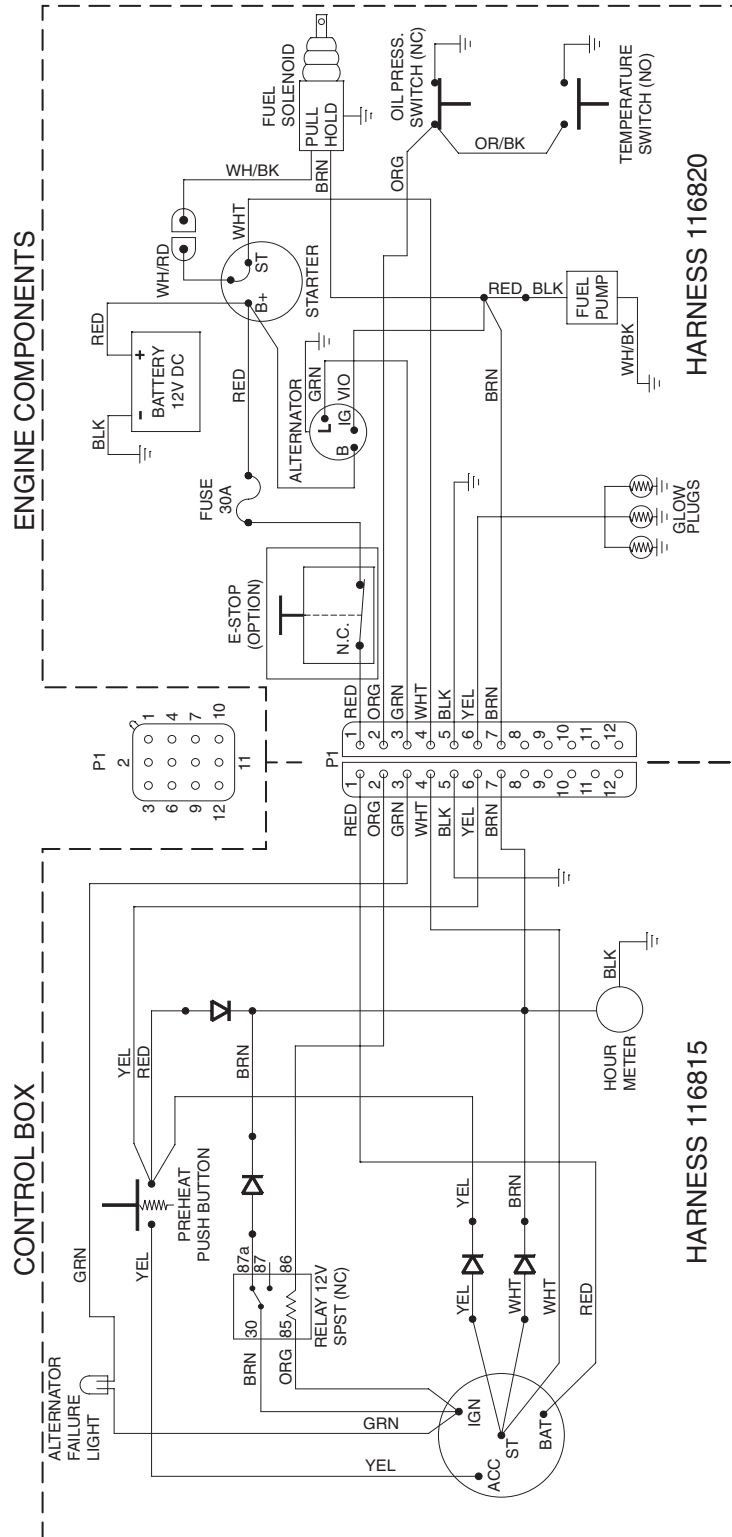 ENGINE COMPONENTS
BLK
RED
-
+
BATTERY
12V DC
WH/RD
WH/BK
WHT
BRN
FUEL
SOLENOID
PULL
HOLD
ST
B+
STARTER
RED
FUSE
30A
ALTERNATOR
GRN
L
IG
VIO
B
ORG
OIL PRESS.
SWITCH (NC)
OR/BK
TEMPERATURE
SWITCH (NO)
RED
BLK
FUEL
PUMP
WH/BK
BRN
GLOW
PLUGS
HARNESS 116820
E-STOP
(OPTION)
N.C.
RED
ORG
GRN
WHT
BLK
YEL
BRN
1
2
3
4
5
6
7
8
9
10
11
12
P1
P1
2
1
4
7
10
3
6
9
12
11
RED
ORG
GRN
WHT
BLK
YEL
BRN
1
2
3
4
5
6
7
8
9
10
11
12
CONTROL BOX
GRN
YEL
RED
BRN
PREHEAT
PUSH BUTTON
YEL
ALTERNATOR
FAILURE
LIGHT
87a
87
86
30
85
RELAY 12V
SPST (NC)
BRN
ORG
GRN
YEL
YEL
BRN
YEL
WHT
WHT
RED
IGN
ST
BAT
ACC
HOUR
METER
BLK
HARNESS 116815